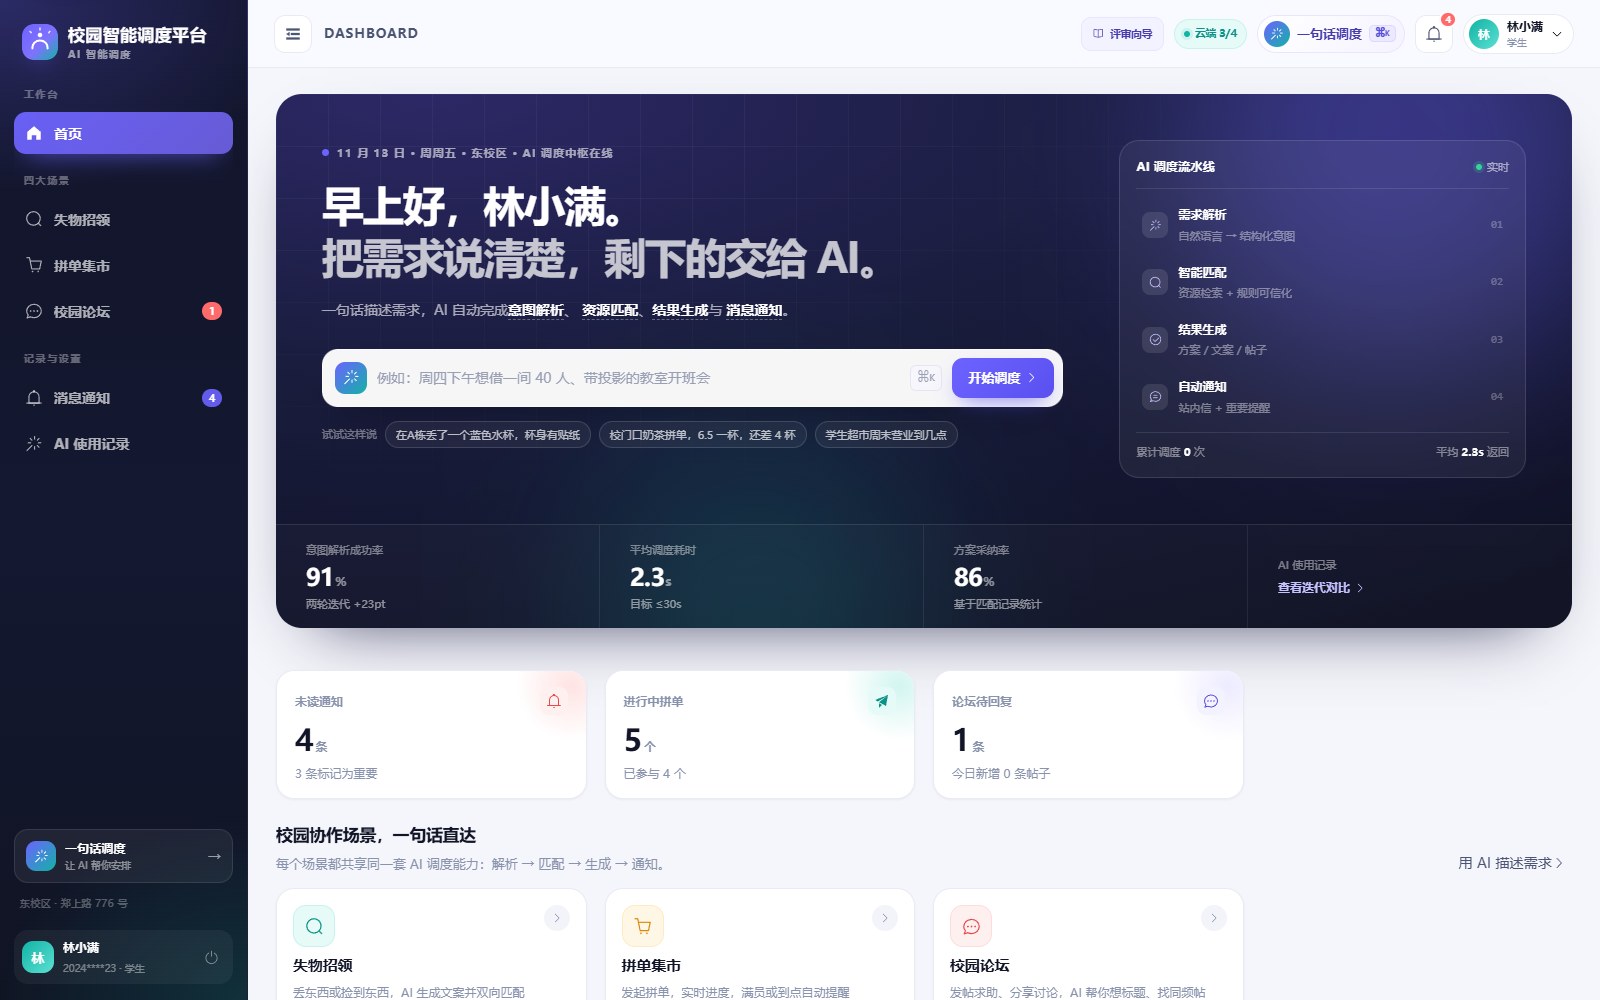 校园智能调度平台
AI 智能调度
工作台
首页
四大场景
失物招领
拼单集市
校园论坛
1
记录与设置
消息通知
4
AI 使用记录
一句话调度
让 AI 帮你安排
→
东校区 · 郑上路 776 号
林
林小满
2024****23 · 学生
DASHBOARD
评审向导
云端 3/4
一句话调度
⌘K
4
林
林小满
学生
11 月 13 日 • 周周五 • 东校区 • AI 调度中枢在线
早上好，林小满。
把需求说清楚，剩下的交给 AI。
一句话描述需求，AI 自动完成意图解析、 资源匹配、结果生成与 消息通知。
例如：周四下午想借一间 40 人、带投影的教室开班会
⌘K
开始调度
试试这样说
在A栋丢了一个蓝色水杯，杯身有贴纸
校门口奶茶拼单，6.5 一杯，还差 4 杯
学生超市周末营业到几点
AI 调度流水线
实时
需求解析
自然语言 → 结构化意图
01
智能匹配
资源检索 + 规则可信化
02
结果生成
方案 / 文案 / 帖子
03
自动通知
站内信 + 重要提醒
04
累计调度 0 次
平均 2.3s 返回
意图解析成功率
91%
两轮迭代 +23pt
平均调度耗时
2.3s
目标 ≤30s
方案采纳率
86%
基于匹配记录统计
AI 使用记录
查看迭代对比
未读通知
4条
3 条标记为重要
进行中拼单
5个
已参与 4 个
论坛待回复
1条
今日新增 0 条帖子
校园协作场景，一句话直达
每个场景都共享同一套 AI 调度能力：解析 → 匹配 → 生成 → 通知。
用 AI 描述需求
失物招领
丢东西或捡到东西，AI 生成文案并双向匹配
拼单集市
发起拼单，实时进度，满员或到点自动提醒
校园论坛
发帖求助、分享讨论，AI 帮你想标题、找同频帖